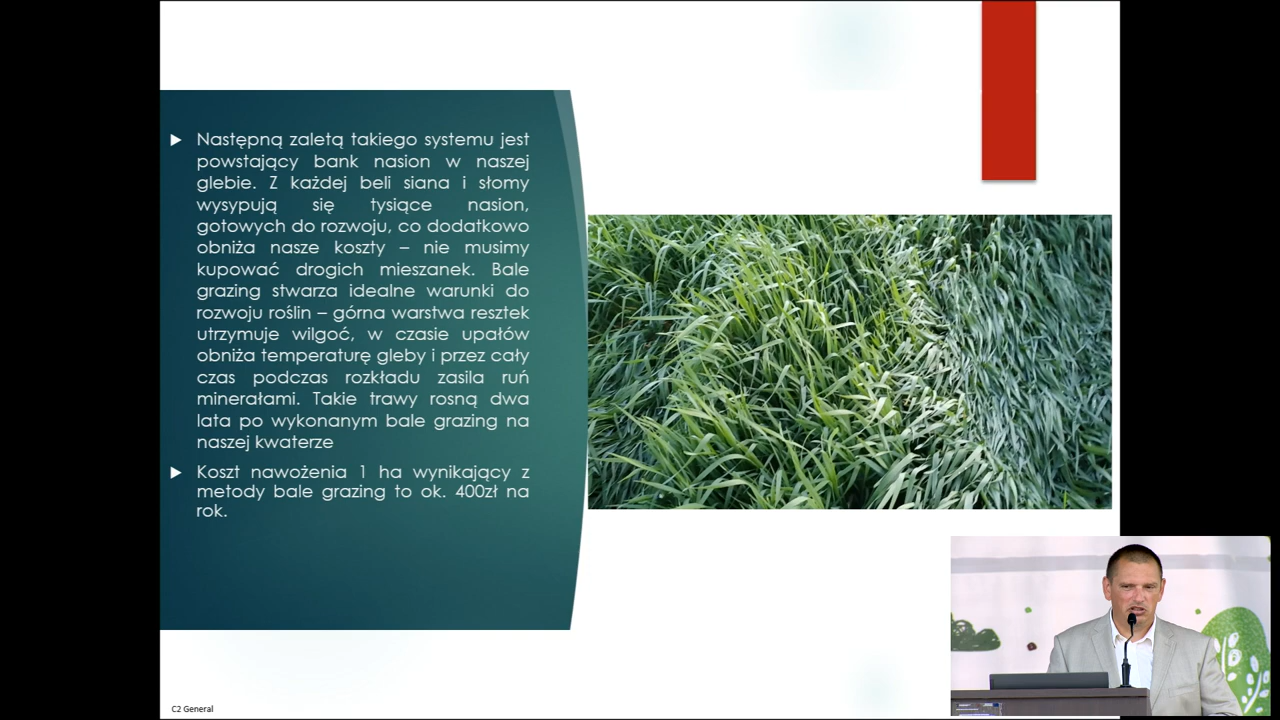 Następną zaletą takiego systemu jest
powstający bank nasion w naszej
glebie. Z każdej beli siana i słomy
wysypują się tysiące nasion,
gotowych do rozwoju, co dodatkowo
obniża nasze koszty – nie musimy
kupować drogich mieszanek. Bale
grazing stwarza idealne warunki do
rozwoju roślin – górna warstwa resztek
utrzymuje wilgoć, w czasie upałów
obniża temperaturę gleby i przez cały
czas podczas rozkładu zasila ruń
minerałami. Takie trawy rosną dwa
lata po wykonanym bale grazing na
naszej kwaterze
Koszt nawożenia 1 ha wynikający z
metody bale grazing to ok. 400zł na
rok.
C2 General